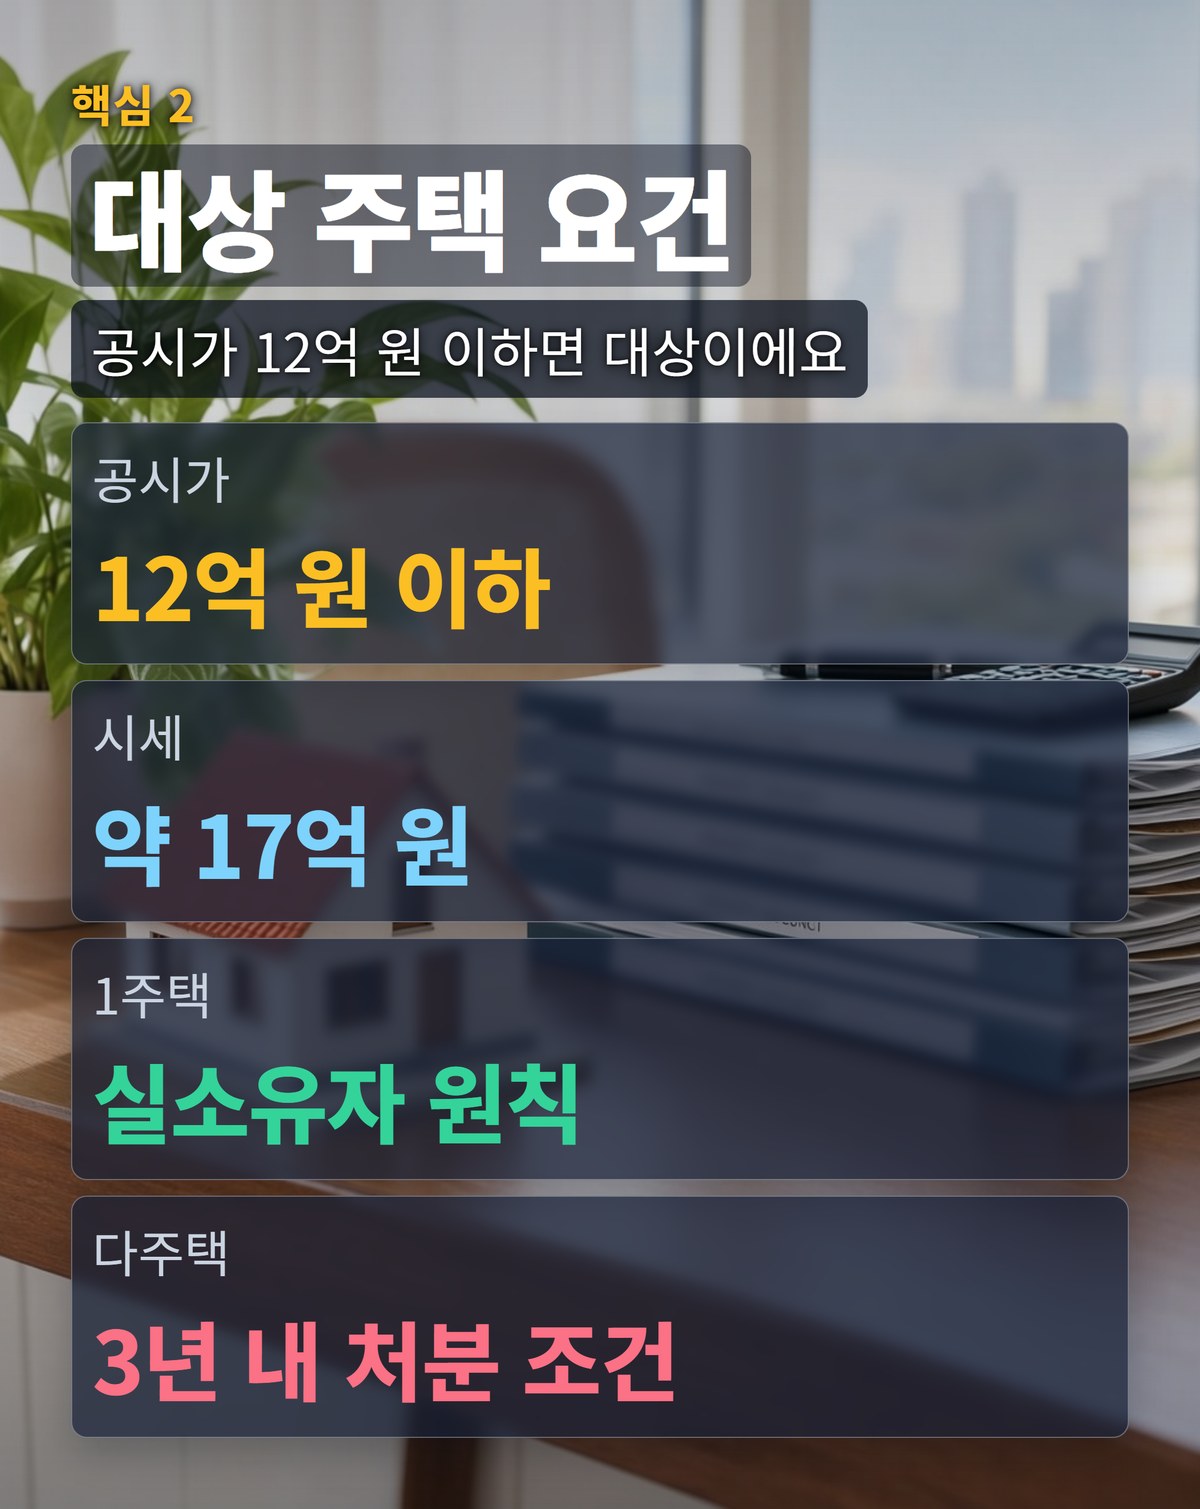 핵심 2
대상 주택 요건
공시가 12억 원 이하면 대상이에요
공시가
12억 원 이하
시세
약 17억 원
1주택
실소유자 원칙
다주택
3년 내 처분 조건